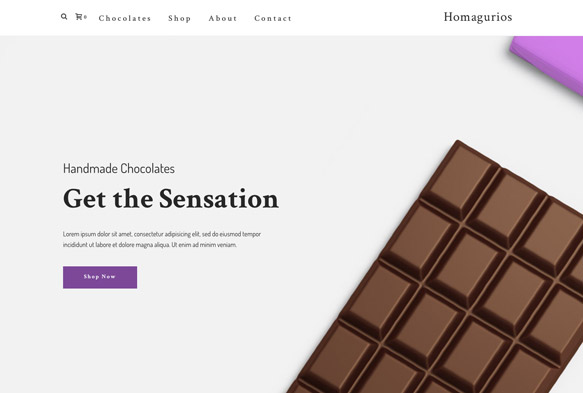 0 Chocolates Shop About Contact Homagurios
Handmade Chocolates
Get the Sensation
Lorem ipsum dolor sit amet, consectetur adipisicing elit, sed do eiusmod tempor
incididunt ut labore et dolore magna aliqua. Ut enim ad minim veniam.
Shop Now